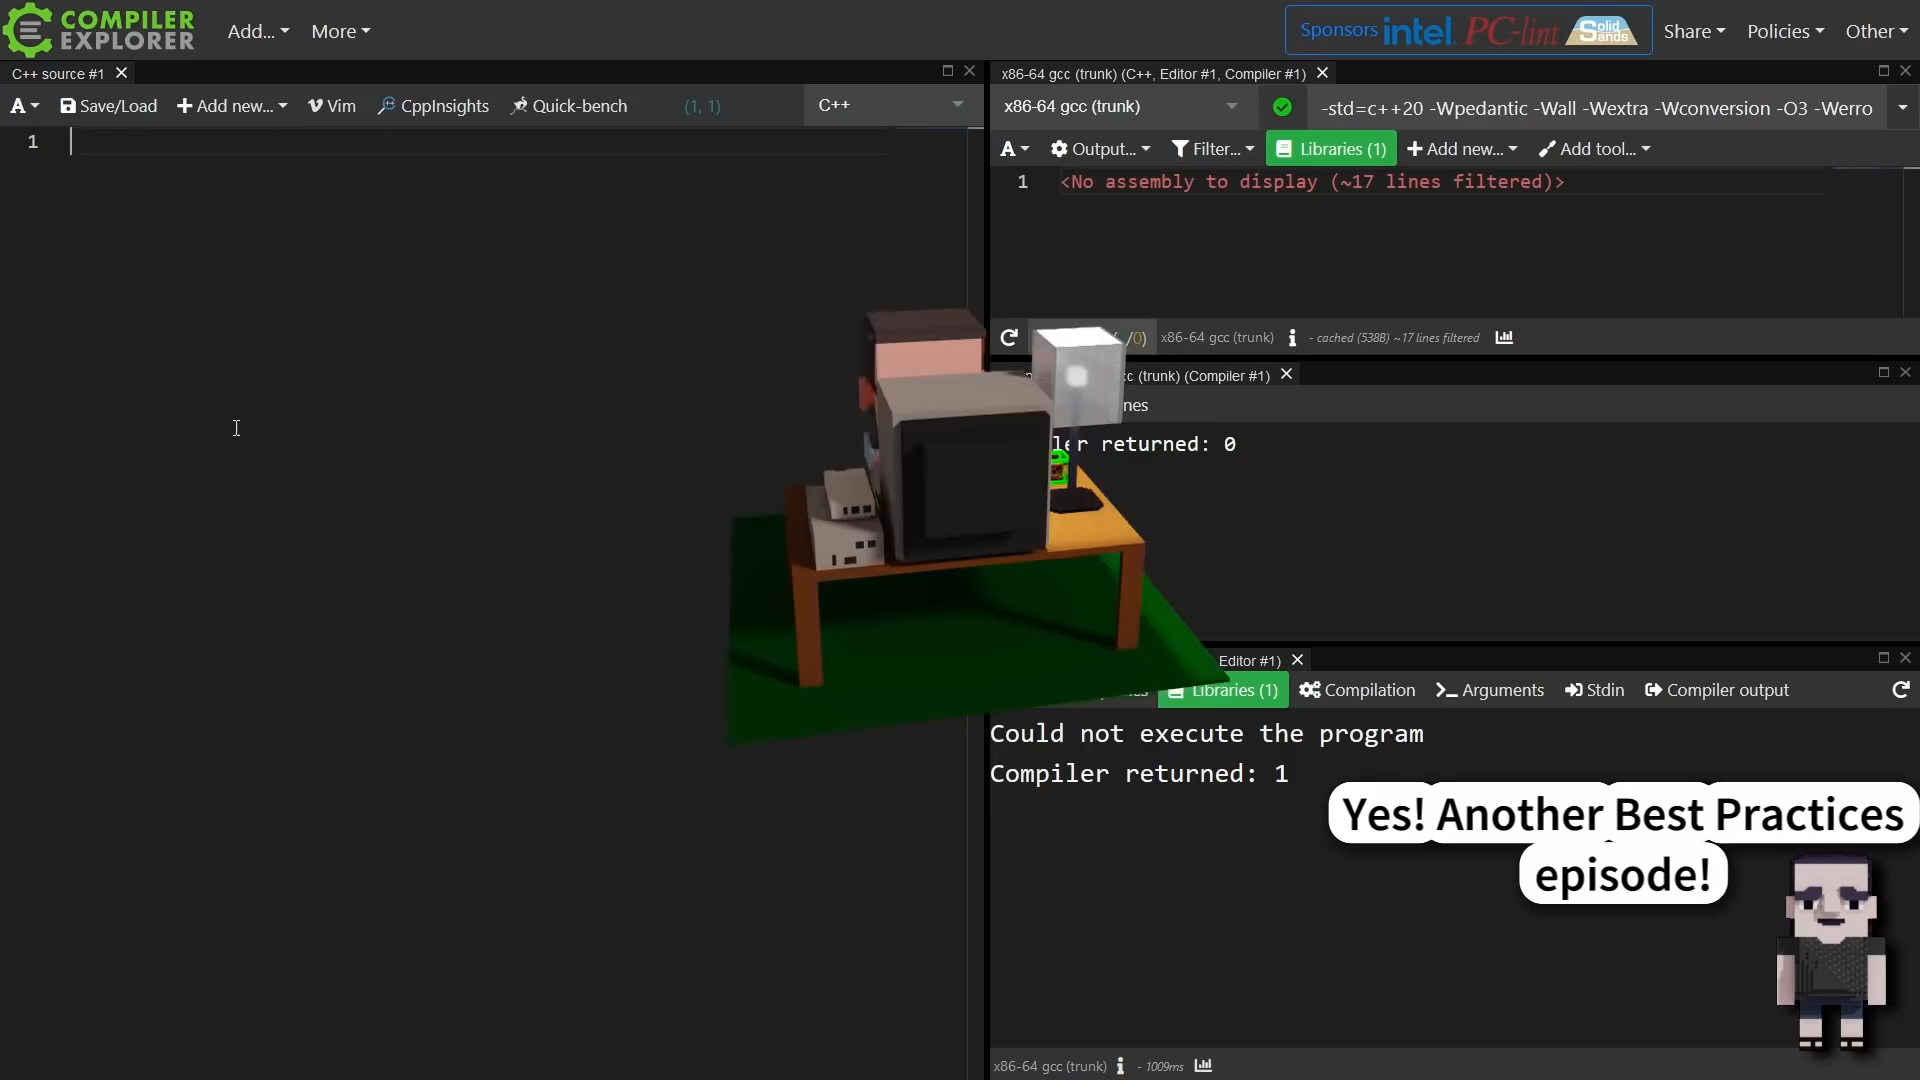 COMPILER
EXPLORER
Add...
More
Sponsors intel. PC-lint Solid Sands
Share
Policies
Other
C++ source #1
A
Save/Load
Add new...
Vim
CppInsights
Quick-bench
(1, 1)
C++
1
x86-64 gcc (trunk) (C++, Editor #1, Compiler #1)
x86-64 gcc (trunk)
-std=c++20 -Wpedantic -Wall -Wextra -Wconversion -O3 -Werro
A
Output...
Filter...
Libraries (1)
Add new...
Add tool...
1
<No assembly to display (~17 lines filtered)>
/0)
x86-64 gcc (trunk)
- cached (538B) ~17 lines filtered
(trunk) (Compiler #1)
returned: 0
Editor #1)
Libraries (1)
Compilation
Arguments
Stdin
Compiler output
Could not execute the program
Compiler returned: 1
Yes! Another Best Practices
episode!
x86-64 gcc (trunk)
- 1009ms